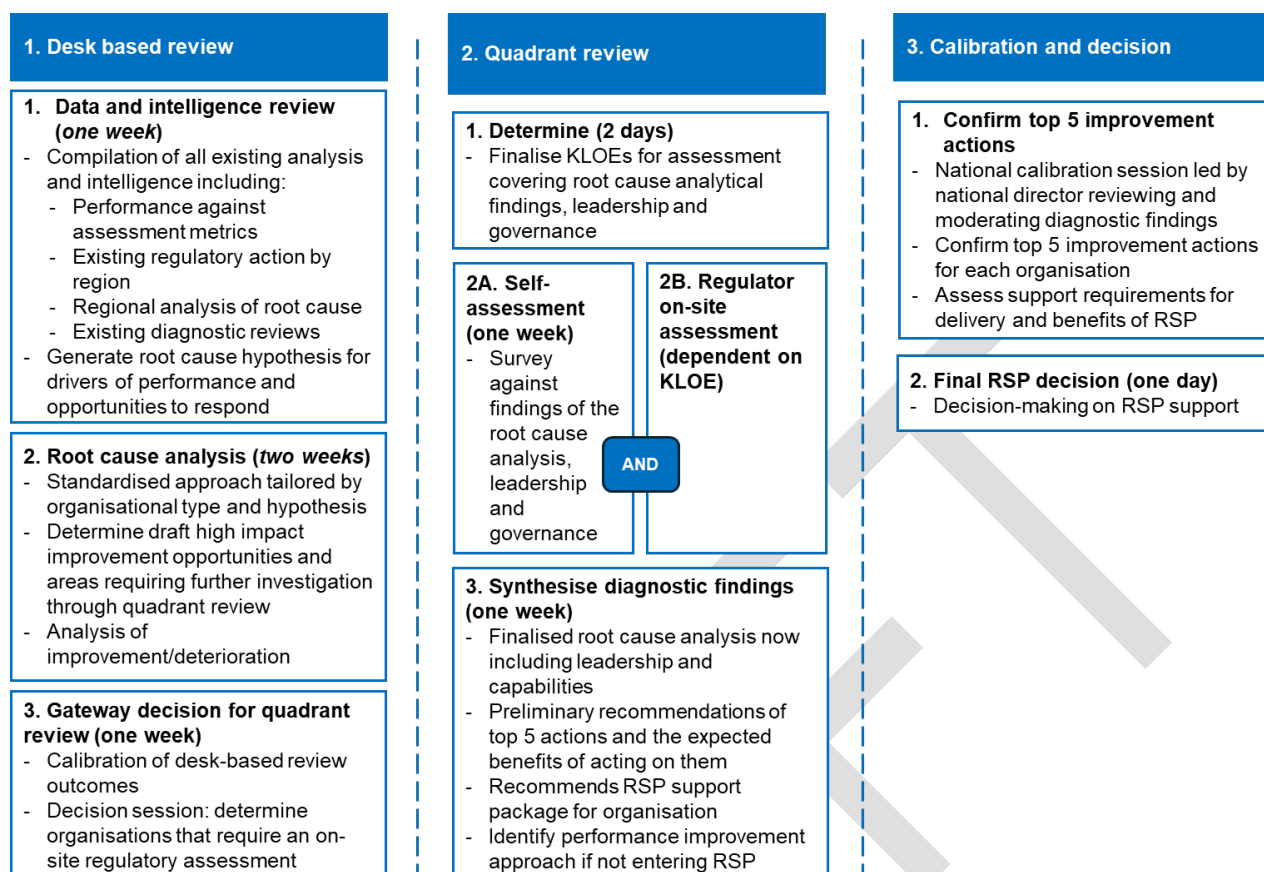 1. Desk based review
1. Data and intelligence review
(one week)
- Compilation of all existing analysis
and intelligence including:
- Performance against
assessment metrics
- Existing regulatory action by
region
- Regional analysis of root cause
- Existing diagnostic reviews
- Generate root cause hypothesis for
drivers of performance and
opportunities to respond
2. Root cause analysis (two weeks)
- Standardised approach tailored by
organisational type and hypothesis
- Determine draft high impact
improvement opportunities and
areas requiring further investigation
through quadrant review
- Analysis of
improvement/deterioration
3. Gateway decision for quadrant
review (one week)
- Calibration of desk-based review
outcomes
- Decision session: determine
organisations that require an on-
site regulatory assessment
2. Quadrant review
1. Determine (2 days)
- Finalise KLOEs for assessment
covering root cause analytical
findings, leadership and
governance
2A. Self-
assessment
(one week)
- Survey
against
findings of the
root cause
analysis,
leadership
and
governance
AND
2B. Regulator
on-site
assessment
(dependent on
KLOE)
3. Synthesise diagnostic findings
(one week)
- Finalised root cause analysis now
including leadership and
capabilities
- Preliminary recommendations of
top 5 actions and the expected
benefits of acting on them
- Recommends RSP support
package for organisation
- Identify performance improvement
approach if not entering RSP
3. Calibration and decision
1. Confirm top 5 improvement
actions
- National calibration session led by
national director reviewing and
moderating diagnostic findings
- Confirm top 5 improvement actions
for each organisation
- Assess support requirements for
delivery and benefits of RSP
2. Final RSP decision (one day)
- Decision-making on RSP support